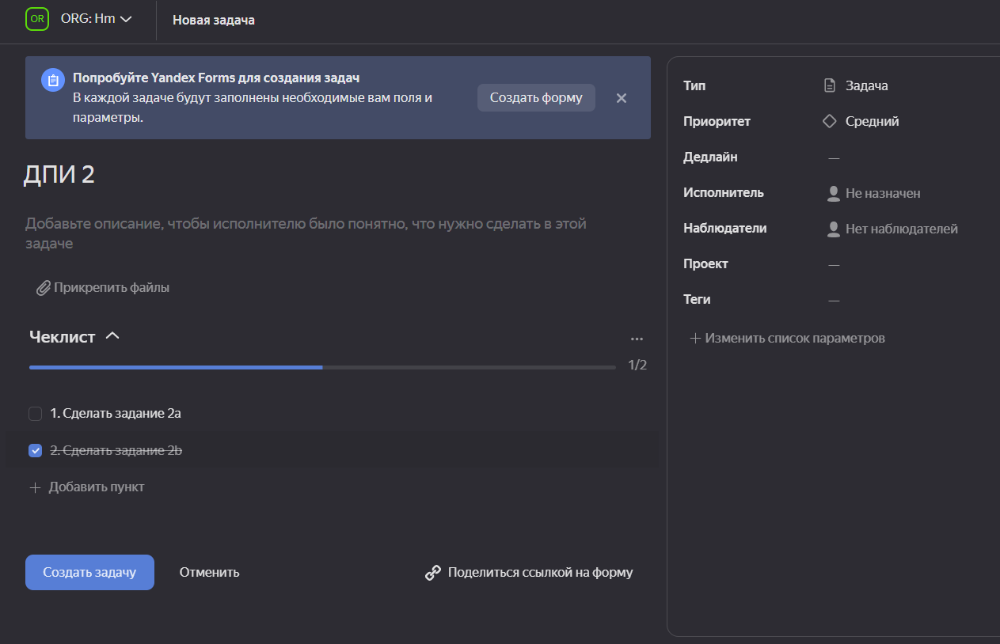 OR ORG: Hm Новая задача
Попробуйте Yandex Forms для создания задач
В каждой задаче будут заполнены необходимые вам поля и
параметры.
Создать форму
ДПИ 2
Добавьте описание, чтобы исполнителю было понятно, что нужно сделать в этой
задаче
Прикрепить файлы
Чеклист
1/2
1. Сделать задание 2a
2. Сделать задание 2b
Добавить пункт
Создать задачу Отменить Поделиться ссылкой на форму
Тип Задача
Приоритет Средний
Дедлайн —
Исполнитель Не назначен
Наблюдатели Нет наблюдателей
Проект —
Теги —
Изменить список параметров